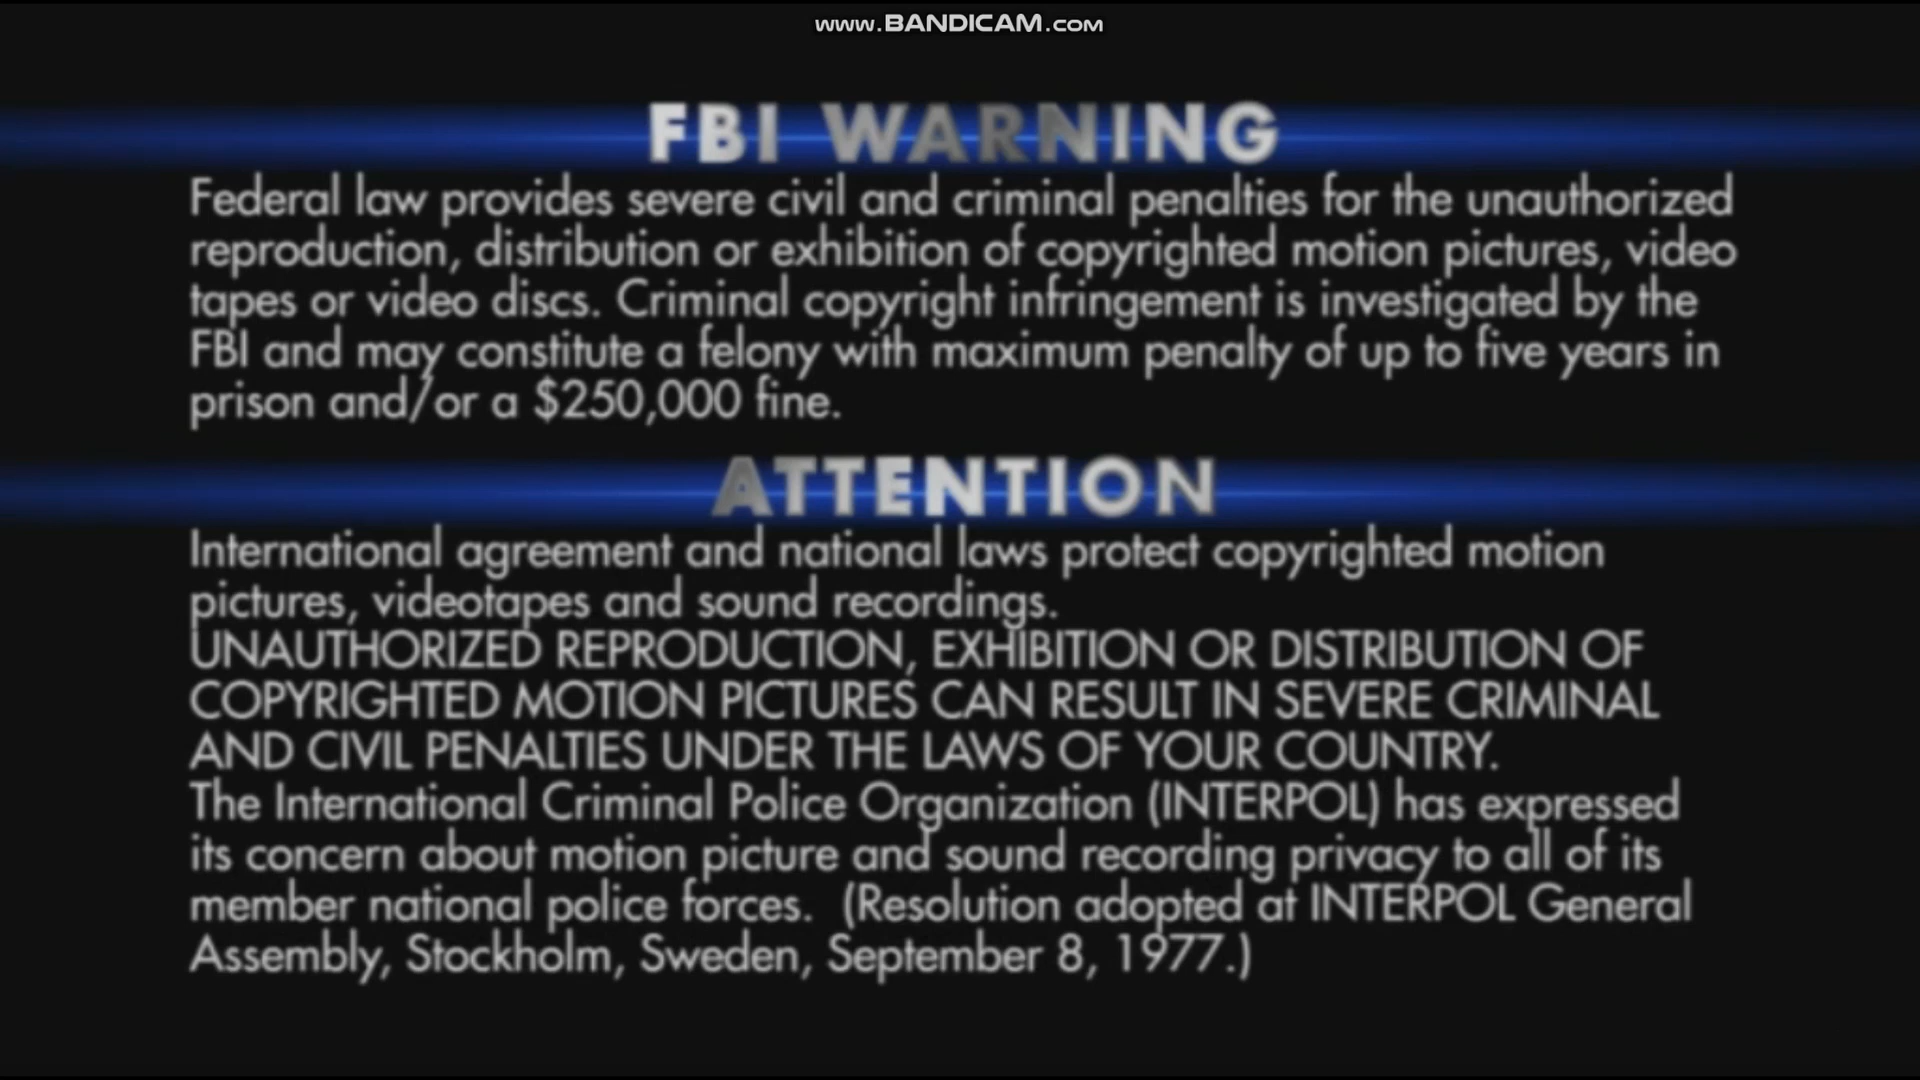 www.BANDICAM.com
FBI WARNING
Federal law provides severe civil and criminal penalties for the unauthorized
reproduction, distribution or exhibition of copyrighted motion pictures, video
tapes or video discs. Criminal copyright infringement is investigated by the
FBI and may constitute a felony with maximum penalty of up to five years in
prison and/or a $250,000 fine.
ATTENTION
International agreement and national laws protect copyrighted motion
pictures, videotapes and sound recordings.
UNAUTHORIZED REPRODUCTION, EXHIBITION OR DISTRIBUTION OF
COPYRIGHTED MOTION PICTURES CAN RESULT IN SEVERE CRIMINAL
AND CIVIL PENALTIES UNDER THE LAWS OF YOUR COUNTRY.
The International Criminal Police Organization (INTERPOL) has expressed
its concern about motion picture and sound recording privacy to all of its
member national police forces.  (Resolution adopted at INTERPOL General
Assembly, Stockholm, Sweden, September 8, 1977.)